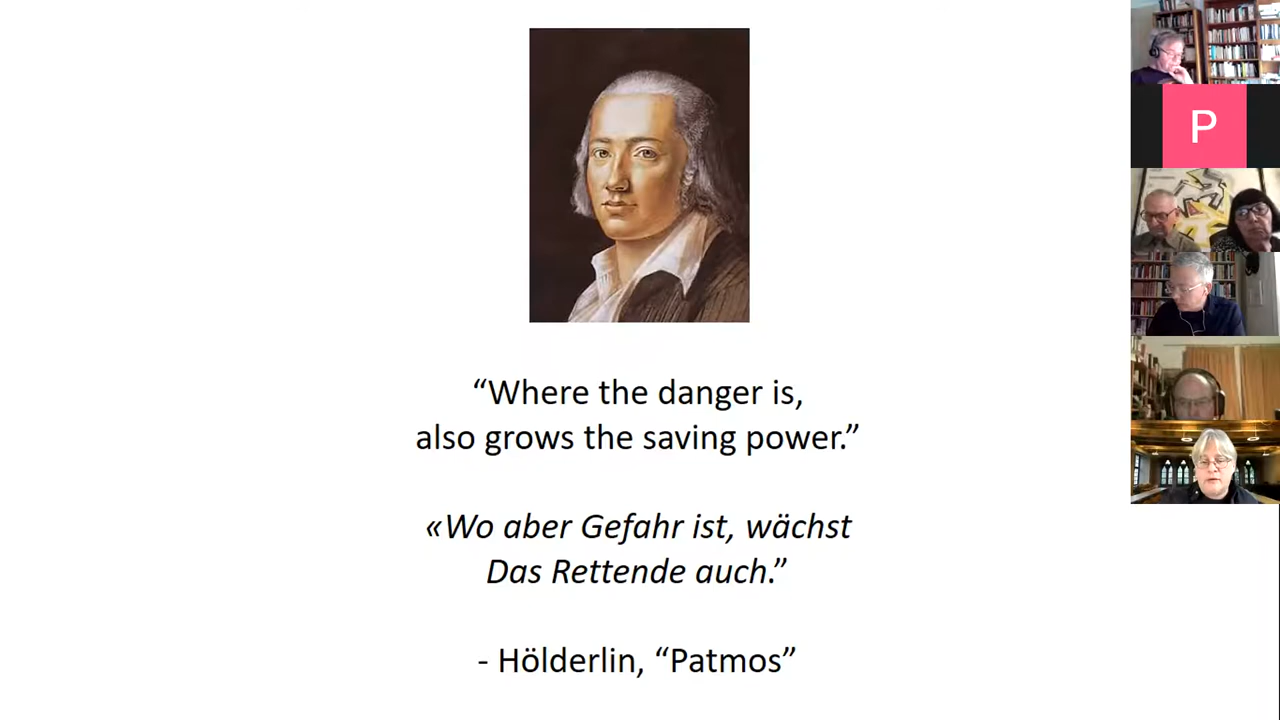 “Where the danger is,
also grows the saving power.”
«Wo aber Gefahr ist, wächst
Das Rettende auch.”
- Hölderlin, “Patmos”
P